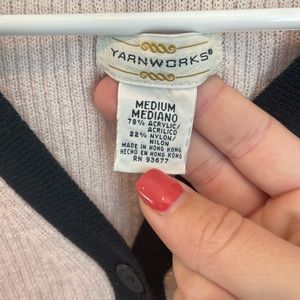 YARNWORKS®
MEDIUM
MEDIANO
78% ACRYLIC/
ACRILICO
22% NYLON/
NILON
MADE IN HONG KONG
HECHO EN HONG KONG
RN 93677